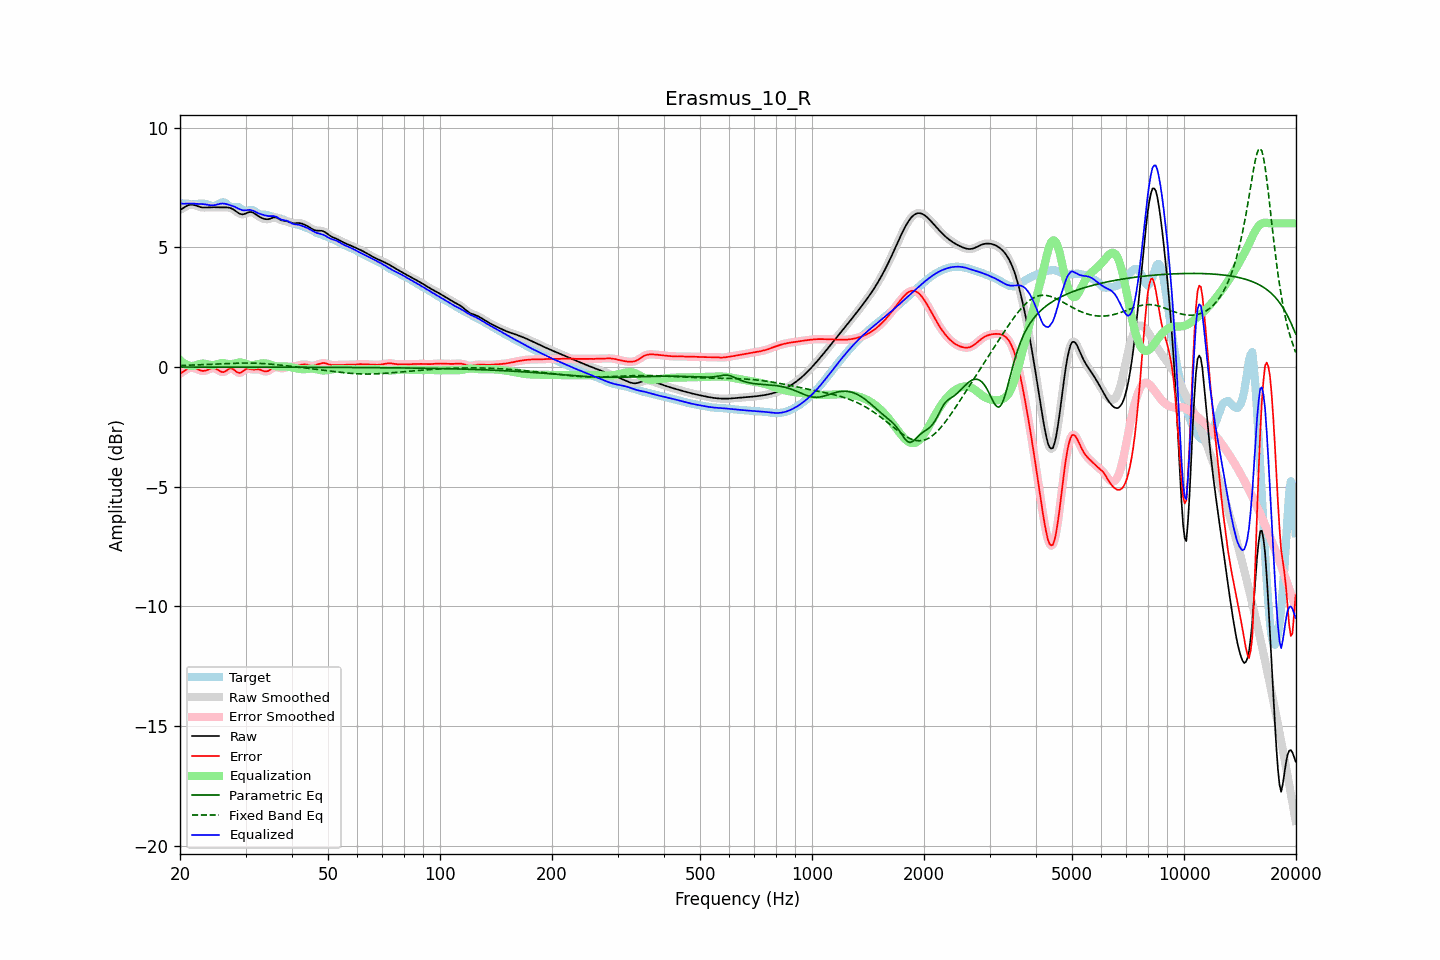 Erasmus_10_R
10
5
0
−5
−10
−15
−20
Amplitude (dBr)
Target
Raw Smoothed
Error Smoothed
Raw
Error
Equalization
Parametric Eq
Fixed Band Eq
Equalized
20 50 100 200 500 1000 2000 5000 10000 20000
Frequency (Hz)